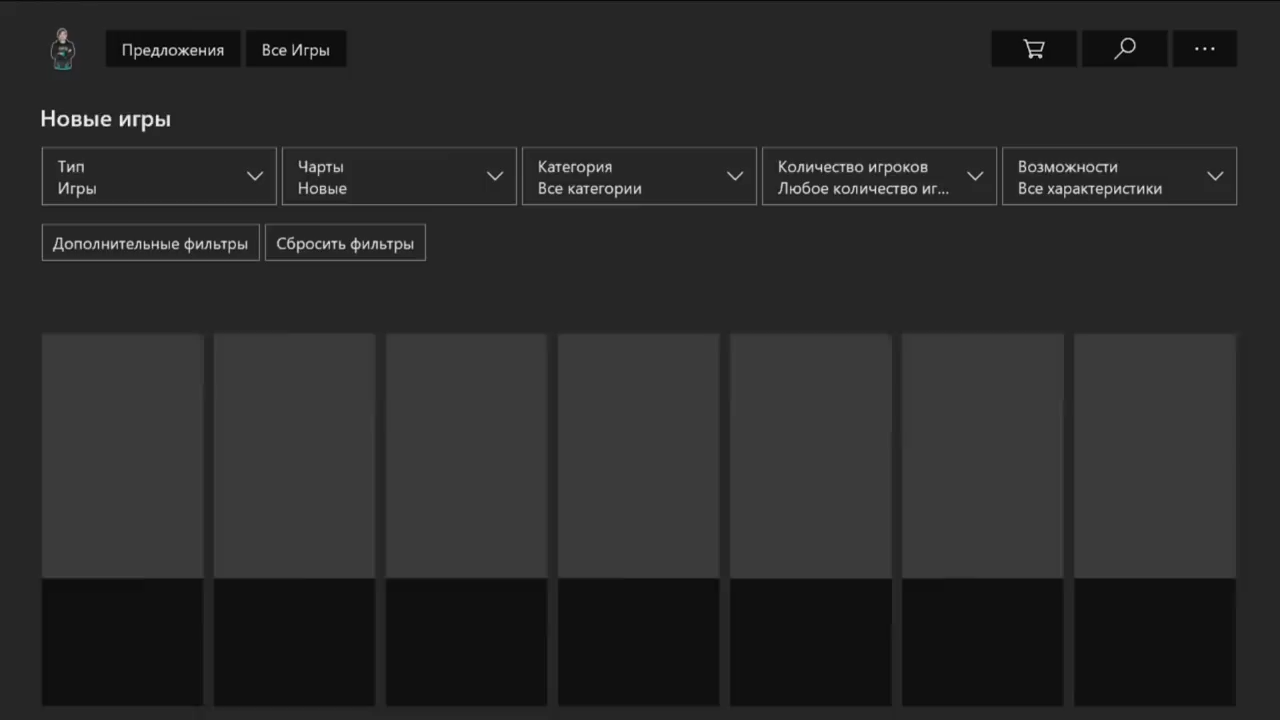 Предложения
Все Игры
Новые игры
Тип
Игры
Чарты
Новые
Категория
Все категории
Количество игроков
Любое количество иг...
Возможности
Все характеристики
Дополнительные фильтры
Сбросить фильтры